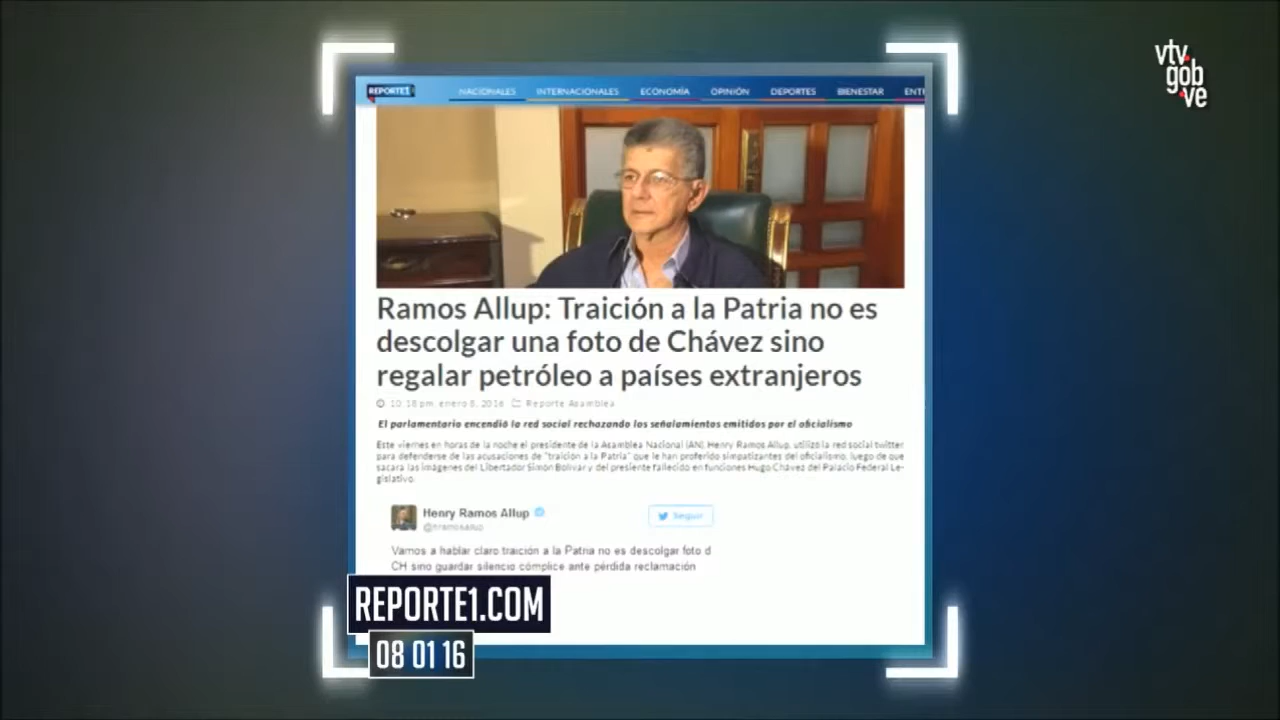 vtv.
gob
.ve
REPORTE1
NACIONALES INTERNACIONALES ECONOMÍA OPINIÓN DEPORTES BIENESTAR ENT
Ramos Allup: Traición a la Patria no es
descolgar una foto de Chávez sino
regalar petróleo a países extranjeros
10:18 pm, enero 8, 2016 Reporte Asamblea
El parlamentario encendió la red social rechazando los señalamientos emitidos por el oficialismo
Este viernes en horas de la noche el presidente de la Asamblea Nacional (AN) Henry Ramos Allup, utilizó la red social twitter
para defenderse de las acusaciones de "traición a la Patria" que le han proferido simpatizantes del oficialismo, luego de que
sacara las imágenes del Libertador Simón Bolívar y del presidente fallecido en funciones Hugo Chávez del Palacio Federal Le-
gislativo.
Henry Ramos Allup
@hramosallup
Seguir
Vamos a hablar claro traición a la Patria no es descolgar foto d
CH sino guardar silencio cómplice ante pérdida reclamación
REPORTE1.COM
08 01 16